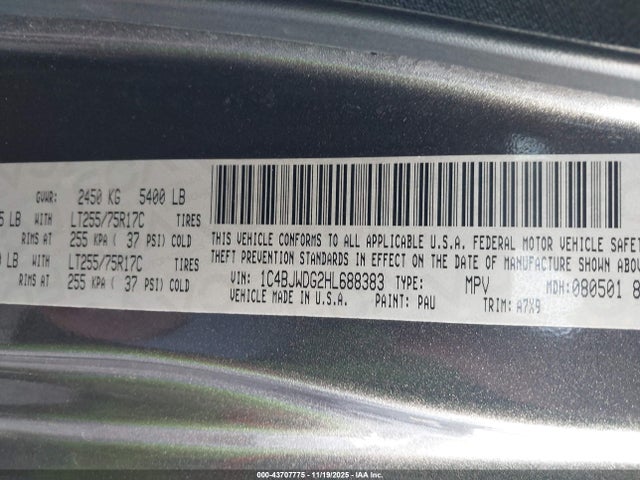 GVWR: 2450 KG 5400 LB
5 LB WITH LT255/75R17C TIRES
RIMS AT 255 KPA ( 37 PSI) COLD
0 LB WITH LT255/75R17C TIRES
RIMS AT 255 KPA ( 37 PSI) COLD
THIS VEHICLE CONFORMS TO ALL APPLICABLE U.S.A. FEDERAL MOTOR VEHICLE SAFET
THEFT PREVENTION STANDARDS IN EFFECT ON THE DATE OF MANUFACTURE SHOWN ABOV
VIN: 1C4BJWDG2HL688383 TYPE: MPV MDH: 080501 8
VEHICLE MADE IN U.S.A. PAINT: PAU TRIM: A7X9
000-43707775 - 11/19/2025 - IAAI.COM